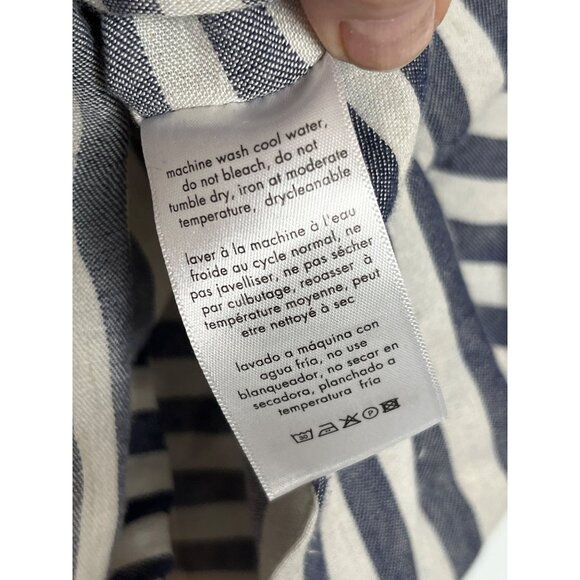 machine wash cool water,
do not bleach, do not
tumble dry, iron at moderate
temperature, drycleanable
laver à la machine à l'eau
froide au cycle normal, ne
pas javelliser, ne pas sécher
par culbutage, reoasser à
température moyenne, peut
etre nettoyé à sec
lavado a máquina con
agua fría, no use
blanqueador, no secar en
secadora, planchado a
temperatura fría
30 P